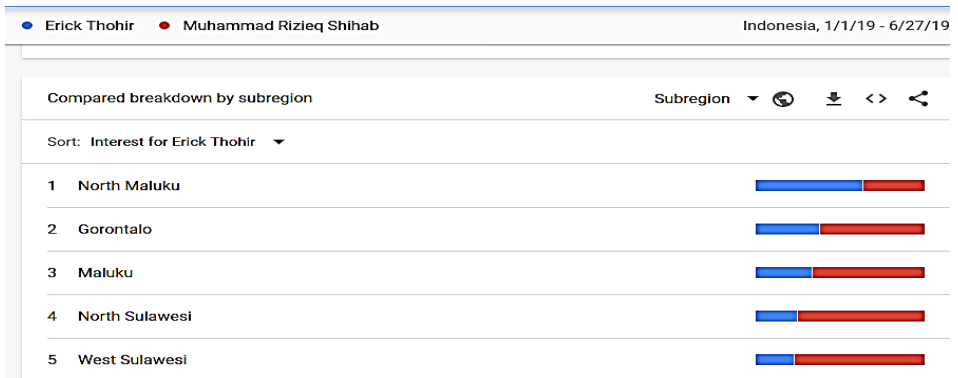 Erick Thohir Muhammad Rizieq Shihab Indonesia, 1/1/19 - 6/27/19
Compared breakdown by subregion Subregion
Sort: Interest for Erick Thohir
1 North Maluku
2 Gorontalo
3 Maluku
4 North Sulawesi
5 West Sulawesi